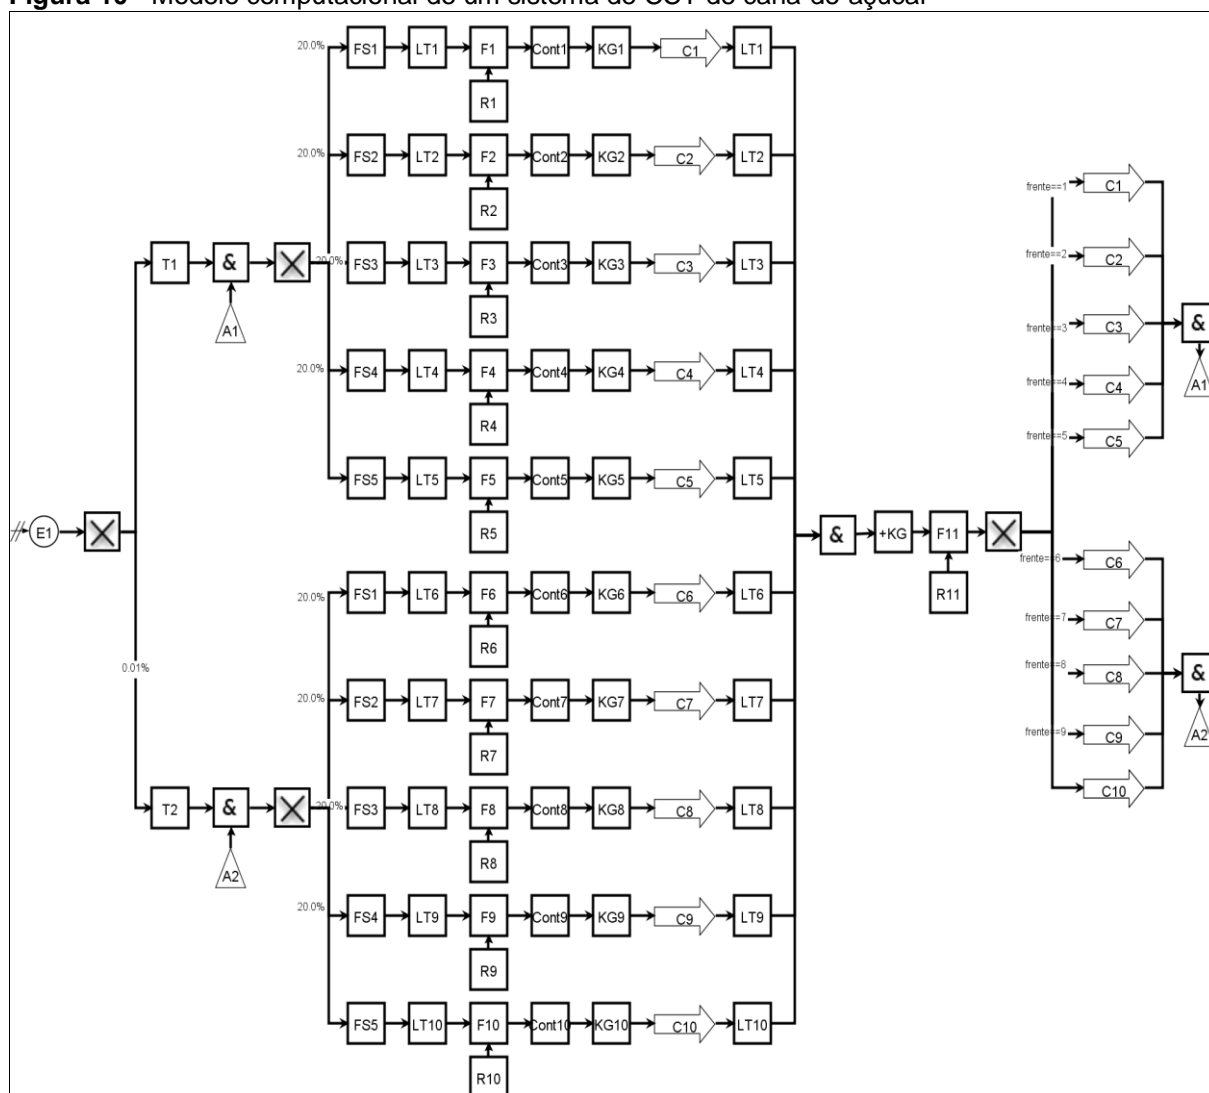 Figura 10 - Modelo computacional de um sistema de CCT de cana-de-açúcar
20.0% FS1 LT1 F1 Cont1 KG1 C1 LT1
R1
20.0% FS2 LT2 F2 Cont2 KG2 C2 LT2
R2
frente==1 C1
T1 & 20.0% FS3 LT3 F3 Cont3 KG3 C3 LT3
frente==2 C2
A1
R3
frente==3 C3 &
20.0% FS4 LT4 F4 Cont4 KG4 C4 LT4
frente==4 C4 A1
R4
frente==5 C5
FS5 LT5 F5 Cont5 KG5 C5 LT5
E1 & +KG F11
R5
frente==6 C6
20.0% FS1 LT6 F6 Cont6 KG6 C6 LT6
R11
frente==7 C7
R6
0.01%
frente==8 C8 &
20.0% FS2 LT7 F7 Cont7 KG7 C7 LT7
frente==9 C9 A2
R7
C10
T2 & 20.0% FS3 LT8 F8 Cont8 KG8 C8 LT8
A2
R8
20.0% FS4 LT9 F9 Cont9 KG9 C9 LT9
R9
FS5 LT10 F10 Cont10 KG10 C10 LT10
R10